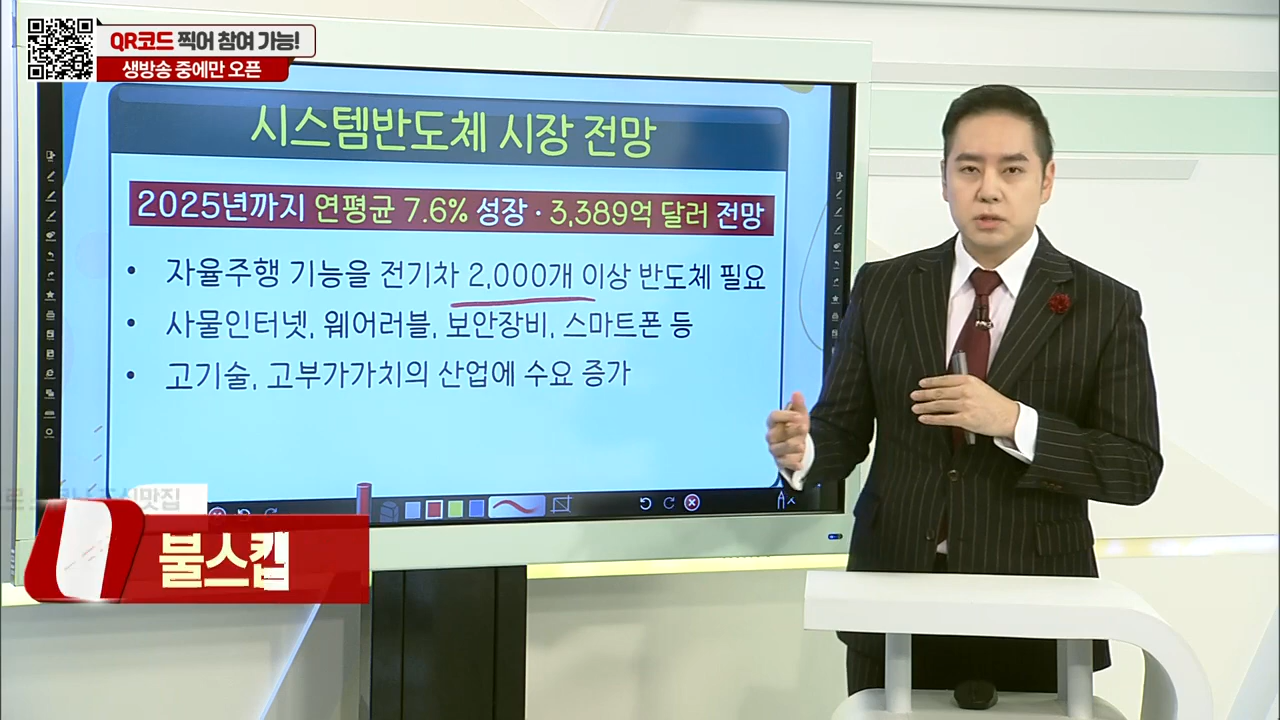 QR코드 찍어 참여 가능!
생방송 중에만 오픈
시스템반도체 시장 전망
2025년까지 연평균 7.6% 성장 · 3,389억 달러 전망
• 자율주행 기능을 전기차 2,000개 이상 반도체 필요
• 사물인터넷, 웨어러블, 보안장비, 스마트폰 등
• 고기술, 고부가가치의 산업에 수요 증가
불스캡